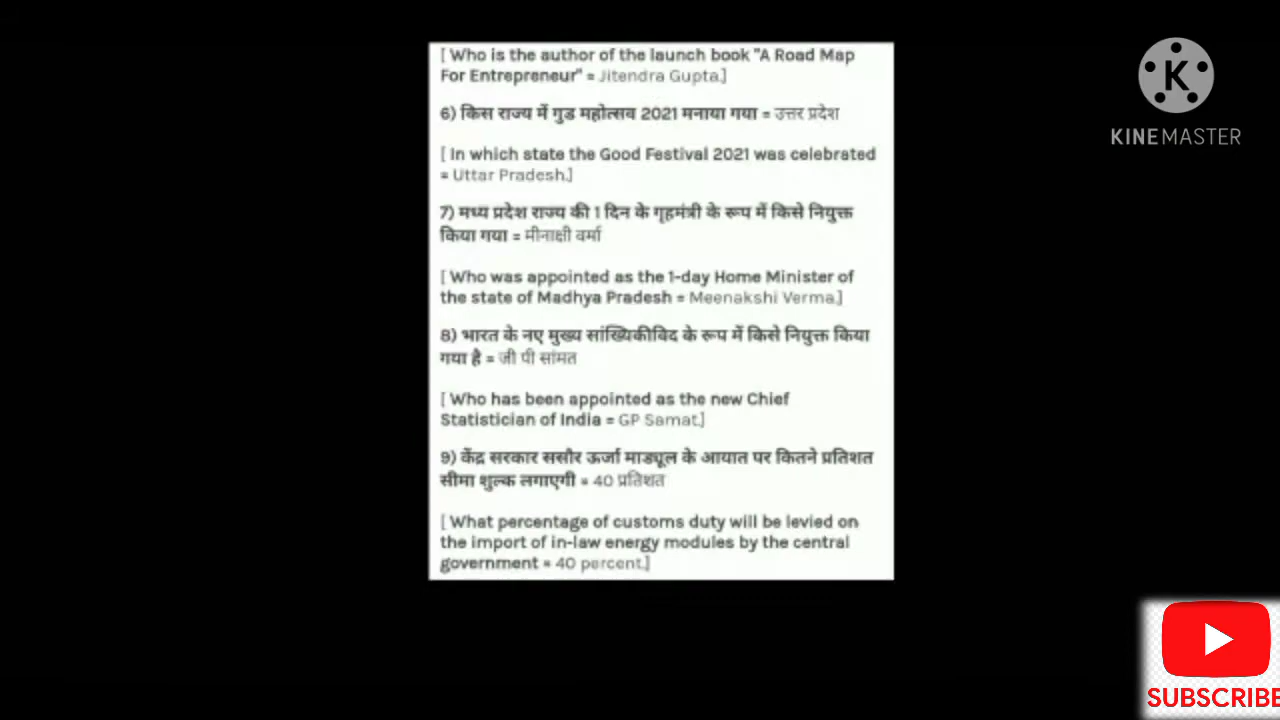 [ Who is the author of the launch book "A Road Map
For Entrepreneur" = Jitendra Gupta.]
6) किस राज्य में गुड महोत्सव 2021 मनाया गया = उत्तर प्रदेश
[ In which state the Good Festival 2021 was celebrated
= Uttar Pradesh.]
7) मध्य प्रदेश राज्य की 1 दिन के गृहमंत्री के रूप में किसे नियुक्त
किया गया = मीनाक्षी वर्मा
[ Who was appointed as the 1-day Home Minister of
the state of Madhya Pradesh = Meenakshi Verma.]
8) भारत के नए मुख्य सांख्यिकीविद के रूप में किसे नियुक्त किया
गया है = जी पी सांमत
[ Who has been appointed as the new Chief
Statistician of India = GP Samat.]
9) केंद्र सरकार ससौर ऊर्जा माड्यूल के आयात पर कितने प्रतिशत
सीमा शुल्क लगाएगी = 40 प्रतिशत
[ What percentage of customs duty will be levied on
the import of in-law energy modules by the central
government = 40 percent.]
K
KINEMASTER
SUBSCRIBE